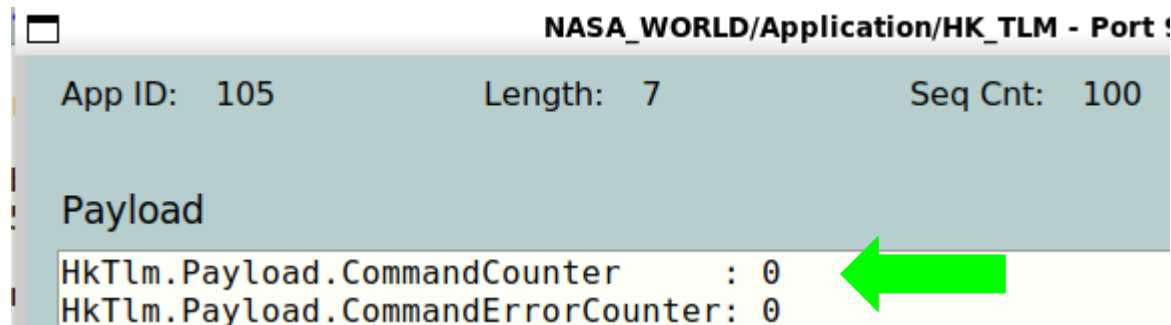 NASA_WORLD/Application/HK_TLM - Port
App ID: 105 Length: 7 Seq Cnt: 100
Payload
HkTlm.Payload.CommandCounter : 0
HkTlm.Payload.CommandErrorCounter: 0